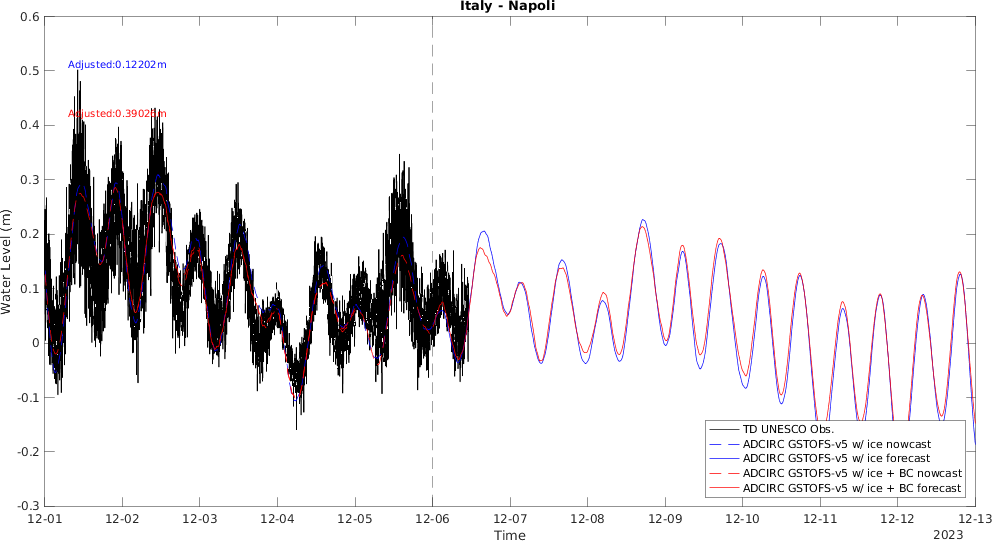 Italy - Napoli
0.6
0.5
0.4
0.3
0.2
0.1
0
-0.1
-0.2
-0.3
Water Level (m)
Adjusted:0.12202m
Adjusted:0.3902 m
TD UNESCO Obs.
ADCIRC GSTOFS-v5 w/ ice nowcast
ADCIRC GSTOFS-v5 w/ ice forecast
ADCIRC GSTOFS-v5 w/ ice + BC nowcast
ADCIRC GSTOFS-v5 w/ ice + BC forecast
12-01 12-02 12-03 12-04 12-05 12-06 12-07 12-08 12-09 12-10 12-11 12-12 12-13
Time
2023